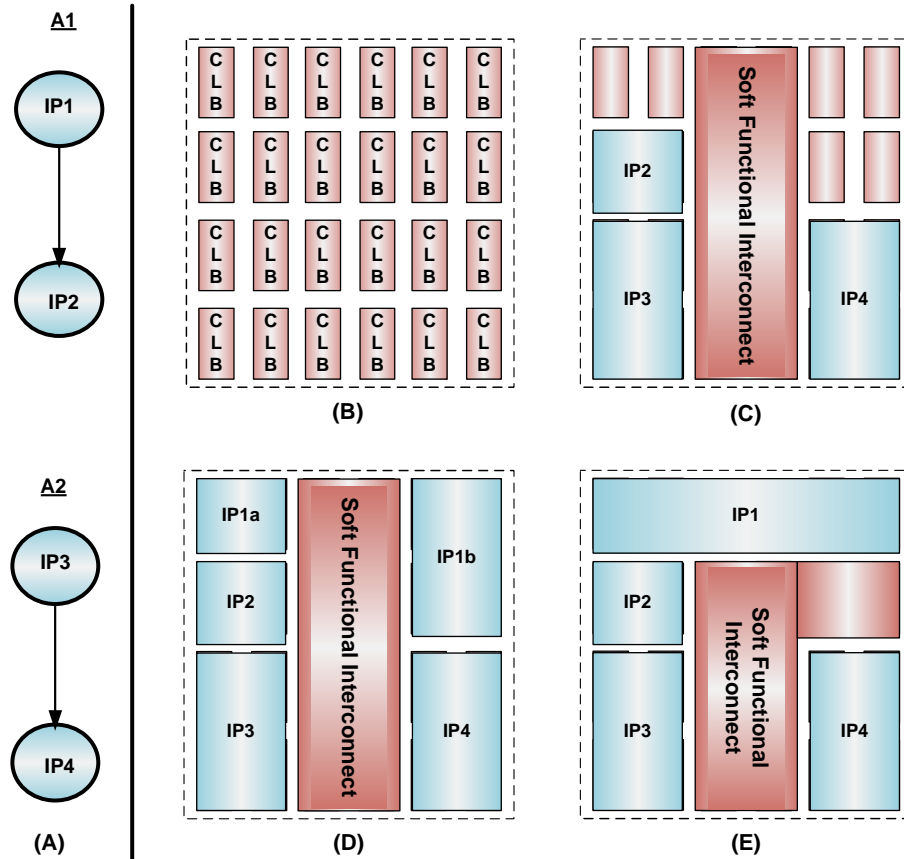 A1
IP1
IP2
A2
IP3
IP4
(A)
C L B C L B C L B C L B C L B C L B
C L B C L B C L B C L B C L B C L B
C L B C L B C L B C L B C L B C L B
C L B C L B C L B C L B C L B C L B
(B)
Soft Functional Interconnect
IP2
IP3
IP4
(C)
IP1a
IP1b
IP2
Soft Functional Interconnect
IP3
IP4
(D)
IP1
IP2
Soft Functional
Interconnect
IP3
IP4
(E)